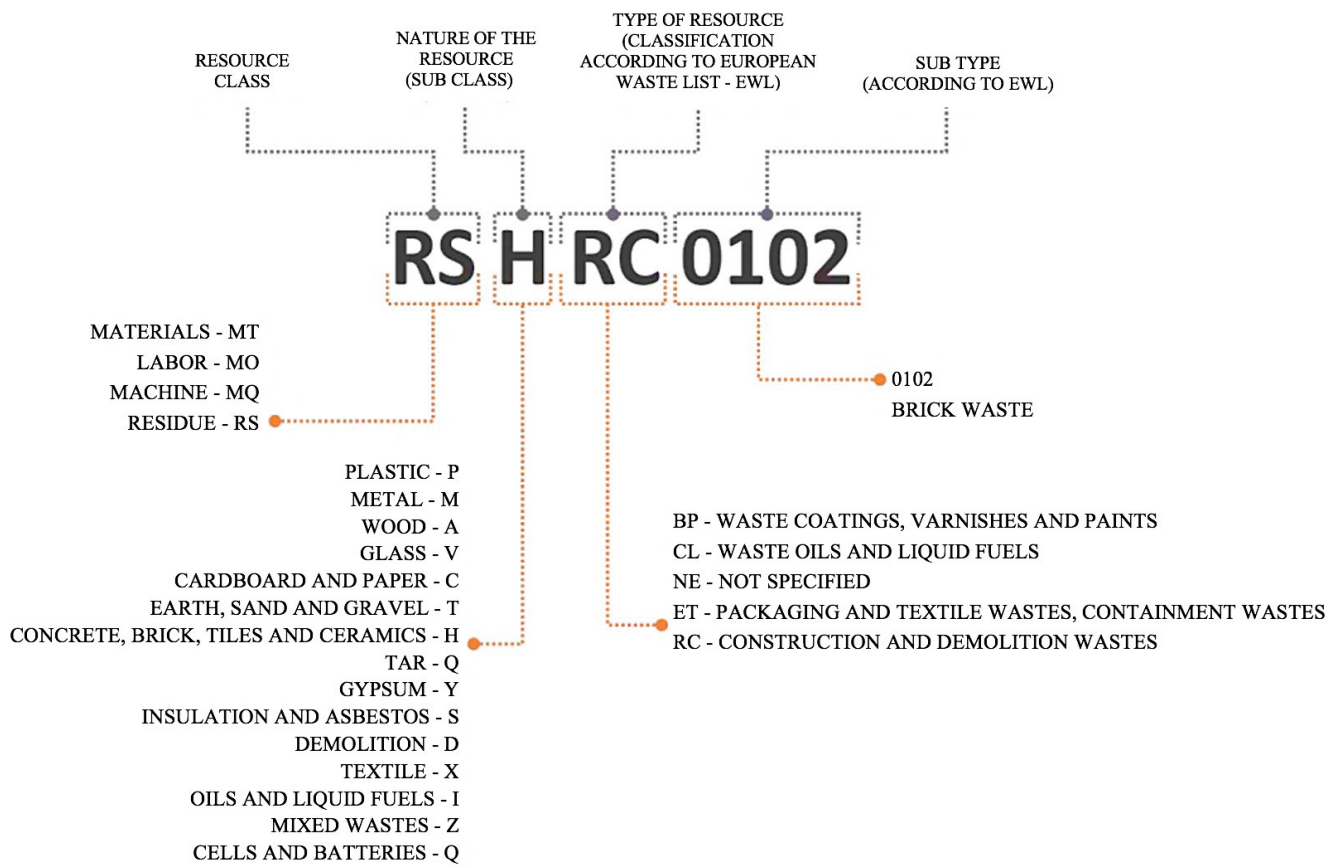 RESOURCE
CLASS
NATURE OF THE
RESOURCE
(SUB CLASS)
TYPE OF RESOURCE
(CLASSIFICATION
ACCORDING TO EUROPEAN
WASTE LIST - EWL)
SUB TYPE
(ACCORDING TO EWL)
RS H RC 0102
MATERIALS - MT
LABOR - MO
MACHINE - MQ
RESIDUE - RS
0102
BRICK WASTE
PLASTIC - P
METAL - M
WOOD - A
GLASS - V
CARDBOARD AND PAPER - C
EARTH, SAND AND GRAVEL - T
CONCRETE, BRICK, TILES AND CERAMICS - H
TAR - Q
GYPSUM - Y
INSULATION AND ASBESTOS - S
DEMOLITION - D
TEXTILE - X
OILS AND LIQUID FUELS - I
MIXED WASTES - Z
CELLS AND BATTERIES - Q
BP - WASTE COATINGS, VARNISHES AND PAINTS
CL - WASTE OILS AND LIQUID FUELS
NE - NOT SPECIFIED
ET - PACKAGING AND TEXTILE WASTES, CONTAINMENT WASTES
RC - CONSTRUCTION AND DEMOLITION WASTES